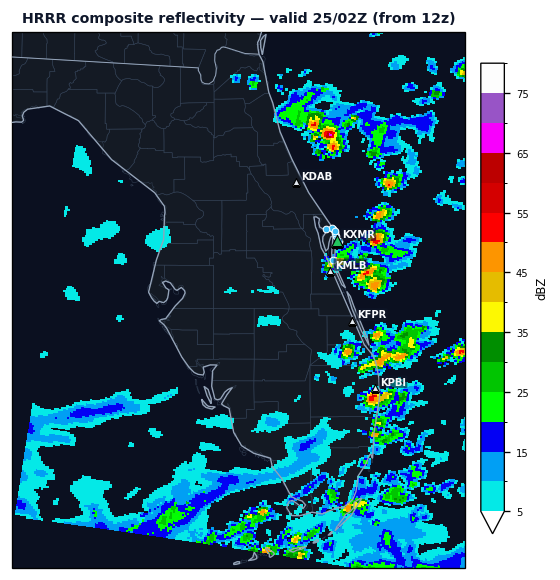 HRRR composite reflectivity — valid 25/02Z (from 12z)
KDAB
KXMR
KMLB
KFPR
KPBI
75
65
55
45
35
25
15
5
dBZ